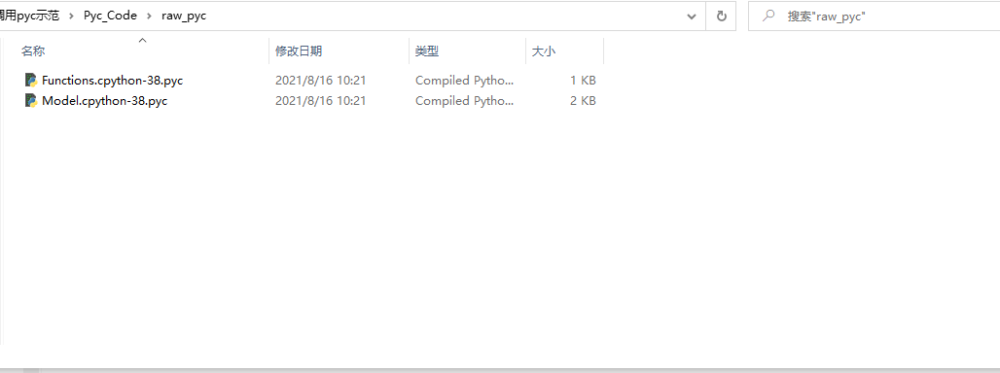 调用pyc示范 › Pyc_Code › raw_pyc 搜索"raw_pyc"
名称 修改日期 类型 大小
Functions.cpython-38.pyc 2021/8/16 10:21 Compiled Pytho... 1 KB
Model.cpython-38.pyc 2021/8/16 10:21 Compiled Pytho... 2 KB